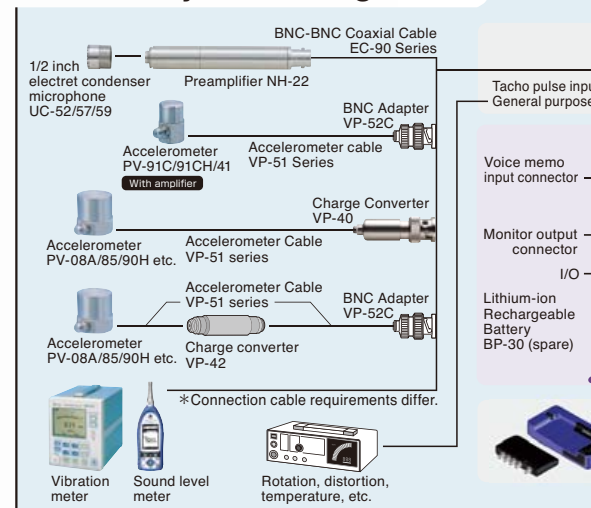 BNC-BNC Coaxial Cable
EC-90 Series
1/2 inch
electret condenser
microphone
UC-52/57/59
Preamplifier NH-22
BNC Adapter
VP-52C
Accelerometer
PV-91C/91CH/41
With amplifier
Accelerometer cable
VP-51 Series
Charge Converter
VP-40
Accelerometer
PV-08A/85/90H etc.
Accelerometer Cable
VP-51 series
Accelerometer Cable
VP-51 series
BNC Adapter
VP-52C
Accelerometer
PV-08A/85/90H etc.
Charge converter
VP-42
*Connection cable requirements differ.
Vibration
meter
Sound level
meter
Rotation, distortion,
temperature, etc.
Tacho pulse inpu
General purpose
Voice memo
input connector
Monitor output
connector
I/O
Lithium-ion
Rechargeable
Battery
BP-30 (spare)